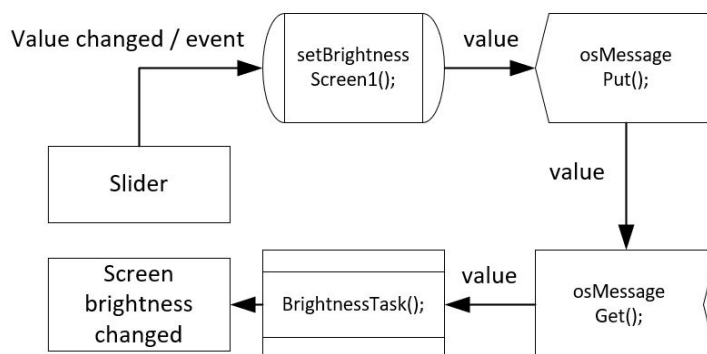 Value changed / event
setBrightness
Screen1();
value
osMessage
Put();
Slider
value
Screen
brightness
changed
BrightnessTask();
value
osMessage
Get();